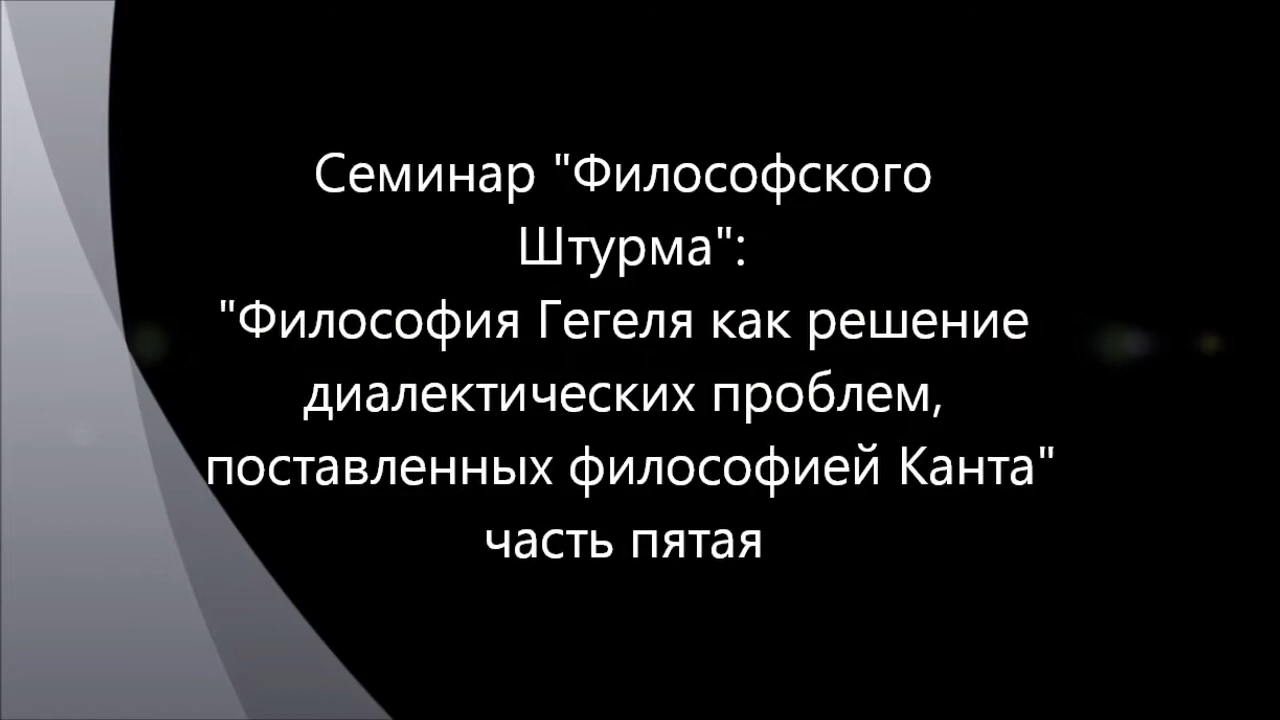 Семинар "Философского
Штурма":
"Философия Гегеля как решение
диалектических проблем,
поставленных философией Канта"
часть пятая